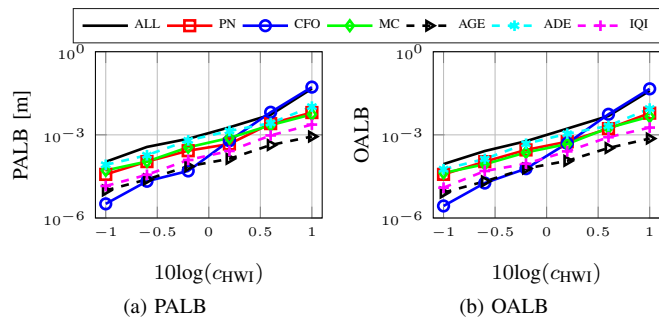 ALL PN CFO MC AGE ADE IQI
10^0
10^-3
10^-6
PALB [m]
−1 −0.5 0 0.5 1
10log(c_HWI)
(a) PALB
10^0
10^-3
10^-6
OALB
−1 −0.5 0 0.5 1
10log(c_HWI)
(b) OALB